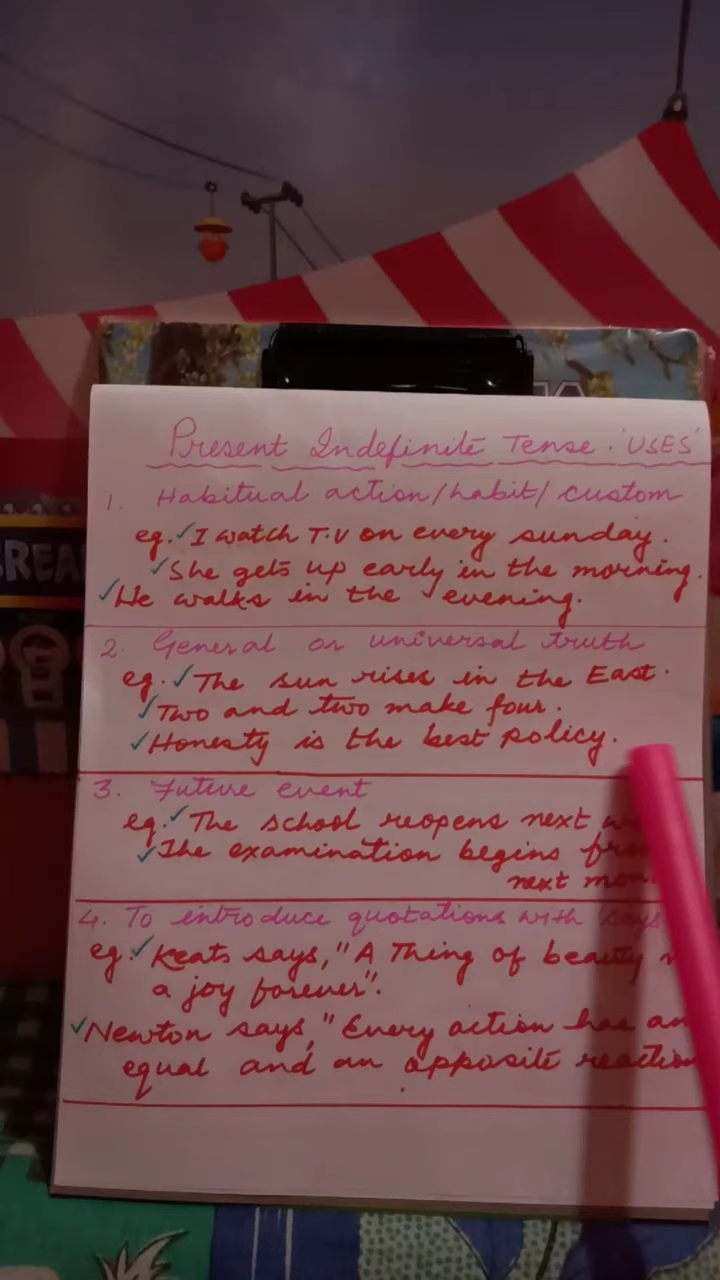 Present Indefinite Tense. 'USES'
1. Habitual action/habit/custom
eg. ✓I watch T.V on every sunday.
✓She gets up early in the morning.
✓He walks in the evening.
2. General or universal truth
eg. ✓The sun rises in the East.
✓Two and two make four.
✓Honesty is the best policy.
3. Future event
eg. ✓The school reopens next
✓The examination begins
next
4. To introduce quotations with says
eg. ✓Keats says, "A Thing of beauty
a joy forever".
✓Newton says, "Every action has an
equal and an opposite reaction
CREA